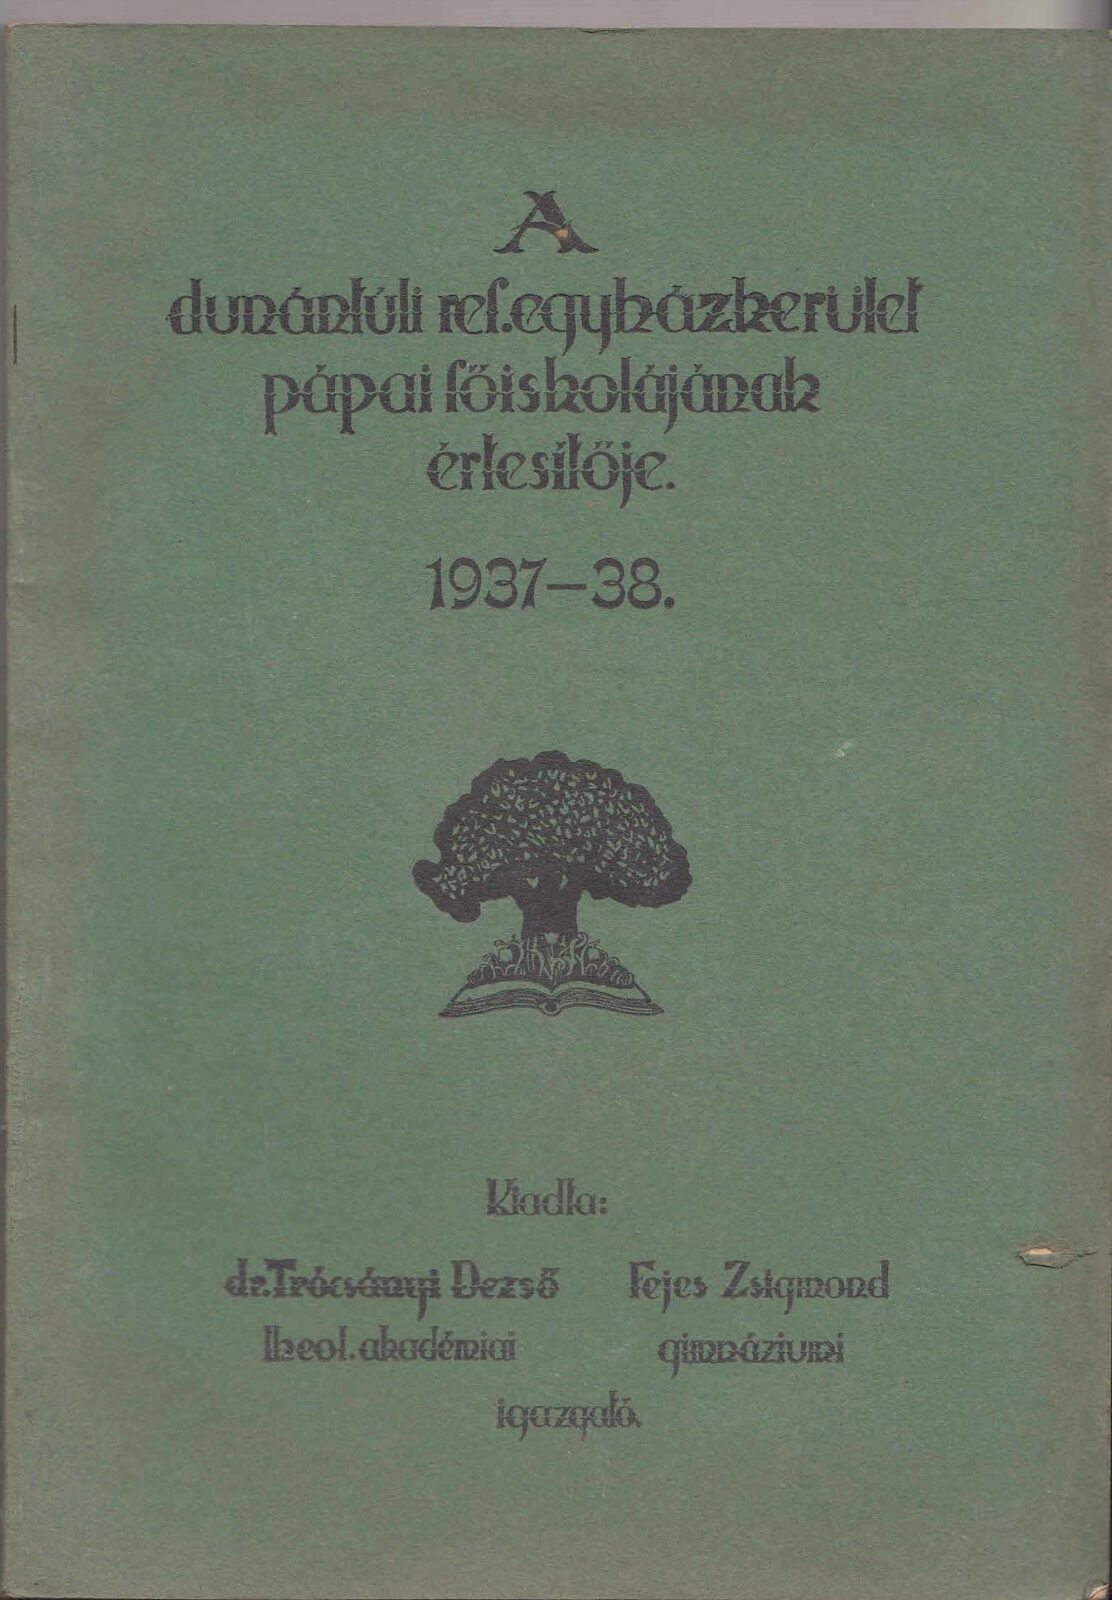 A
dunántúli ref. egyházkerület
pápai főiskolájának
értesítője.
1937–38.
Kiadta:
dr. Trócsányi Dezső Fejes Zsigmond
theol. akadémiai gimnáziumi
igazgató.